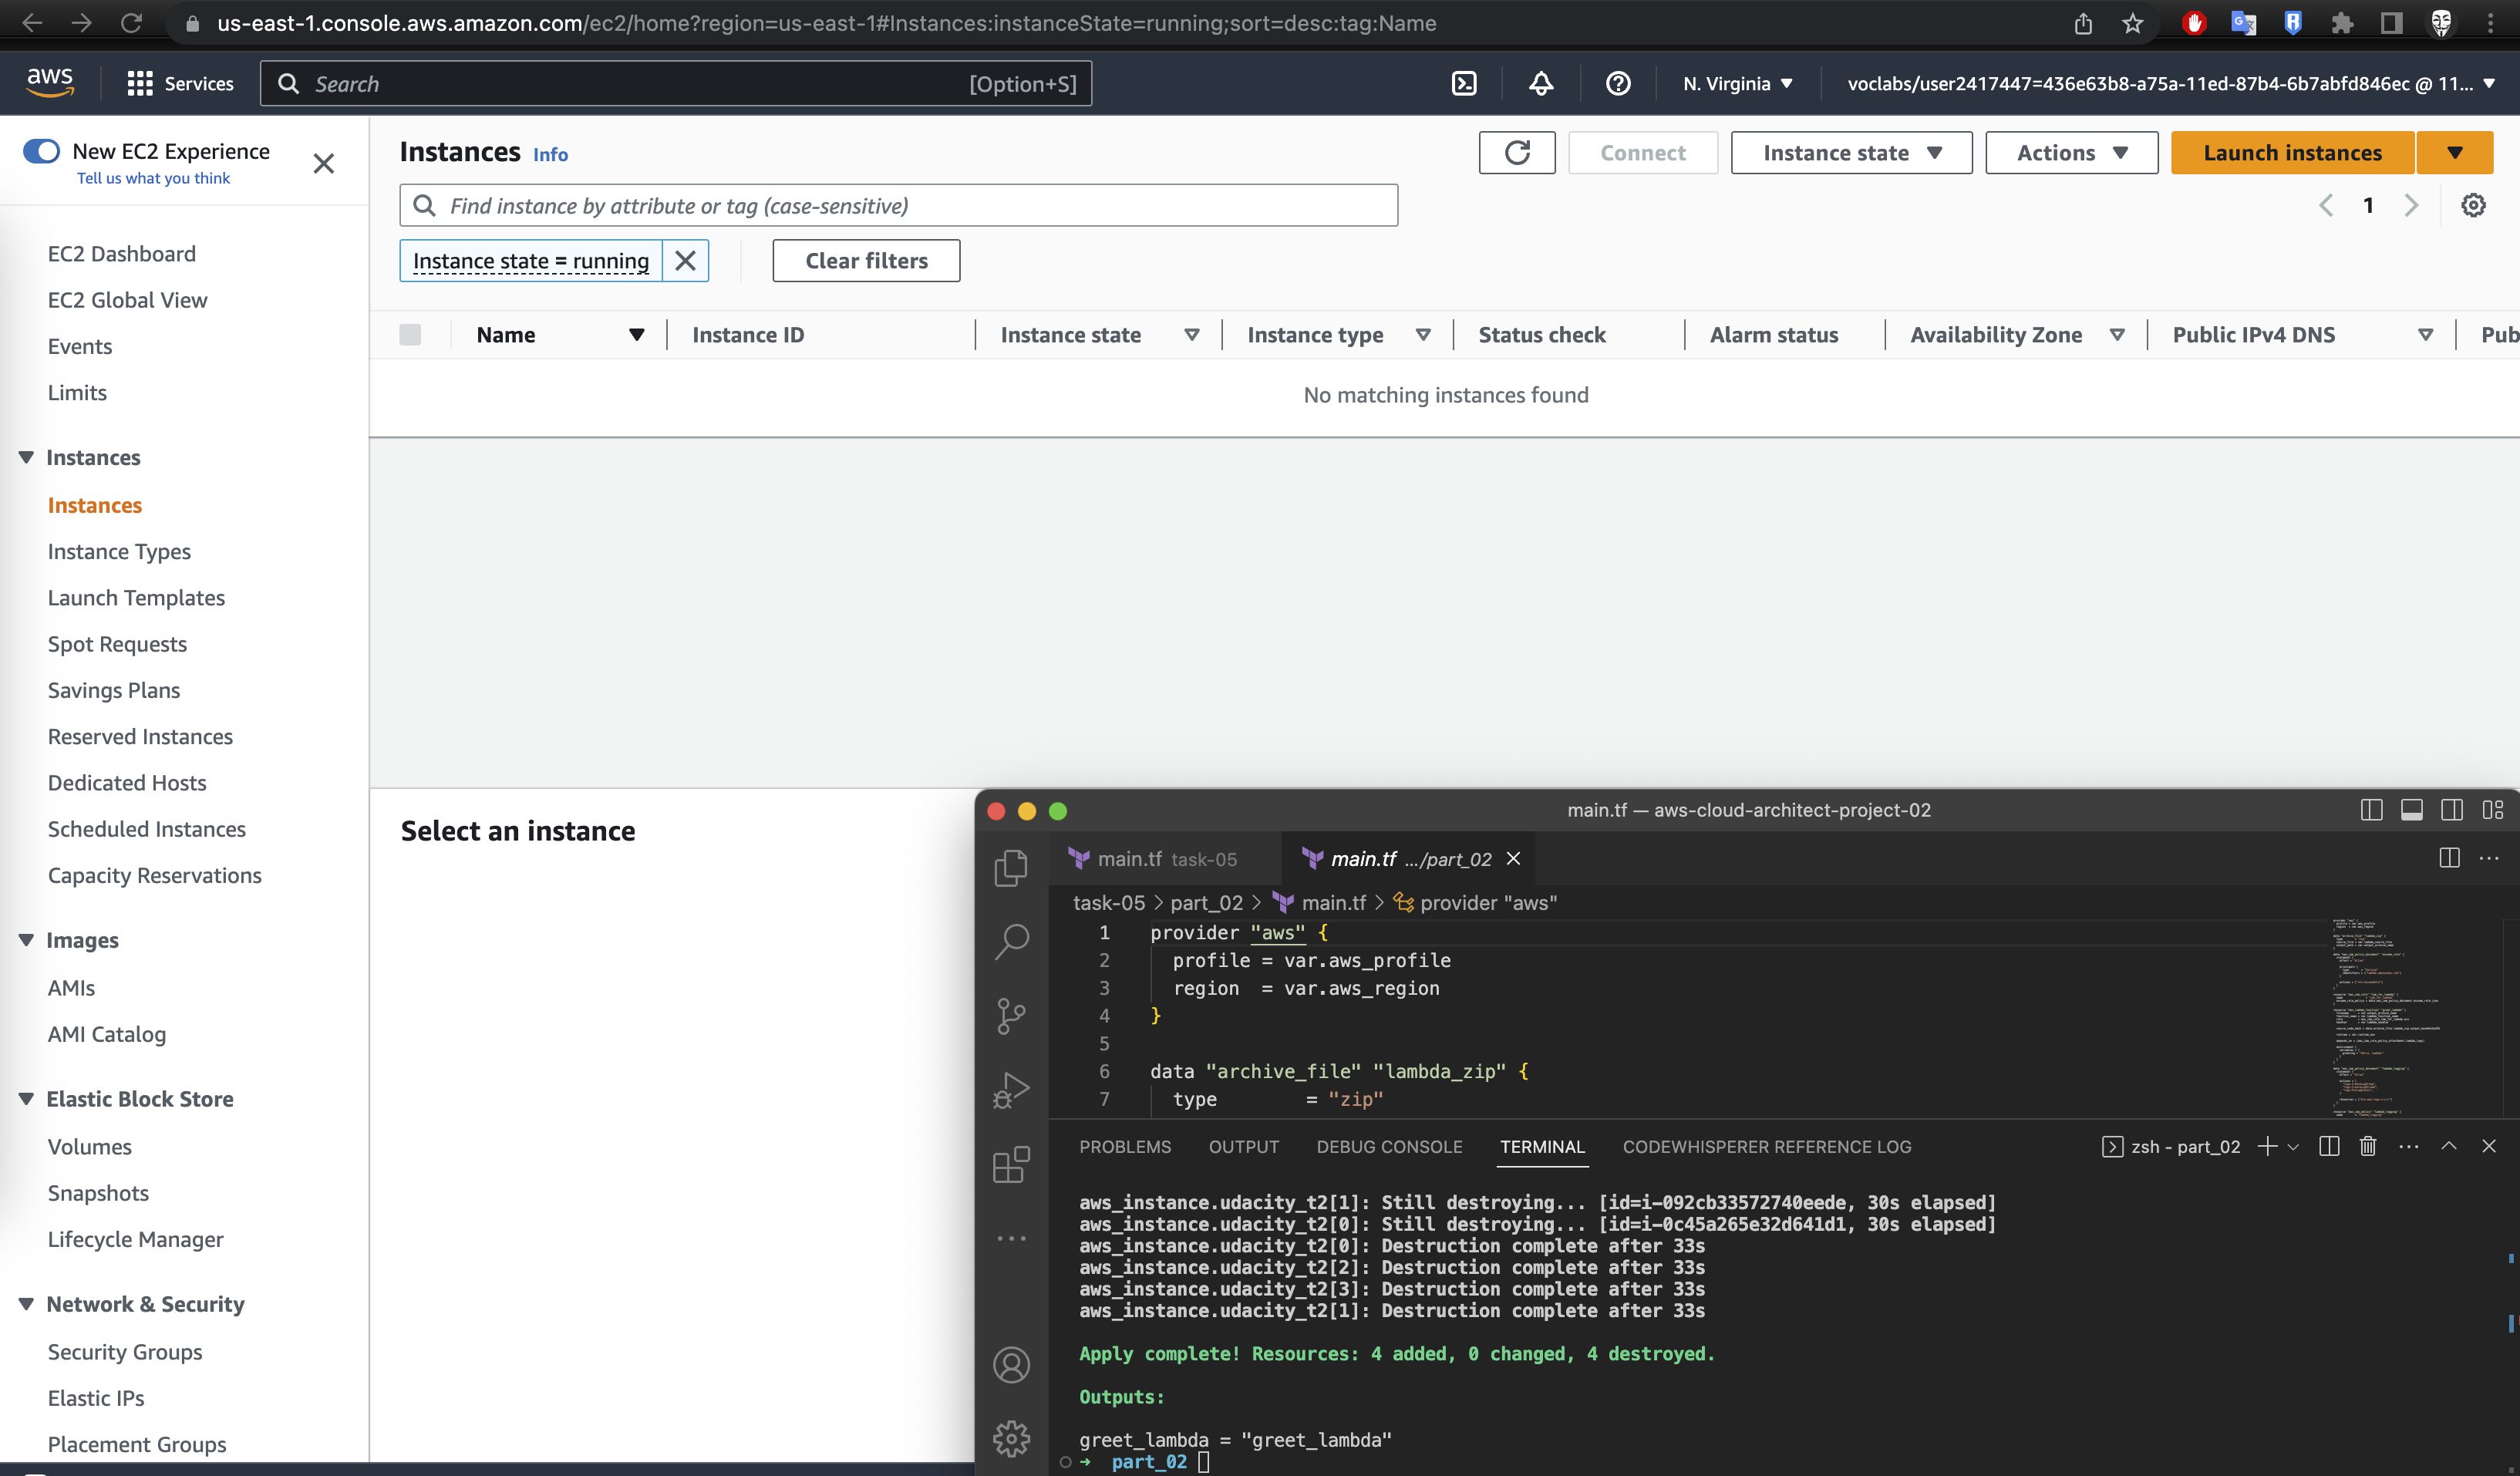 us-east-1.console.aws.amazon.com/ec2/home?region=us-east-1#Instances:instanceState=running;sort=desc:tag:Name
aws
Services
Search
[Option+S]
N. Virginia
voclabs/user2417447=436e63b8-a75a-11ed-87b4-6b7abfd846ec @ 11...
New EC2 Experience
Tell us what you think
EC2 Dashboard
EC2 Global View
Events
Limits
Instances
Instances
Instance Types
Launch Templates
Spot Requests
Savings Plans
Reserved Instances
Dedicated Hosts
Scheduled Instances
Capacity Reservations
Images
AMIs
AMI Catalog
Elastic Block Store
Volumes
Snapshots
Lifecycle Manager
Network & Security
Security Groups
Elastic IPs
Placement Groups
Instances Info
Connect
Instance state
Actions
Launch instances
Find instance by attribute or tag (case-sensitive)
1
Instance state = running
Clear filters
Name
Instance ID
Instance state
Instance type
Status check
Alarm status
Availability Zone
Public IPv4 DNS
Pub
No matching instances found
Select an instance
main.tf — aws-cloud-architect-project-02
main.tf task-05
main.tf .../part_02
task-05 > part_02 > main.tf > provider "aws"
1 provider "aws" {
2 profile = var.aws_profile
3 region = var.aws_region
4 }
5
6 data "archive_file" "lambda_zip" {
7 type = "zip"
PROBLEMS
OUTPUT
DEBUG CONSOLE
TERMINAL
CODEWHISPERER REFERENCE LOG
zsh - part_02
aws_instance.udacity_t2[1]: Still destroying... [id=i-092cb33572740eede, 30s elapsed]
aws_instance.udacity_t2[0]: Still destroying... [id=i-0c45a265e32d641d1, 30s elapsed]
aws_instance.udacity_t2[0]: Destruction complete after 33s
aws_instance.udacity_t2[2]: Destruction complete after 33s
aws_instance.udacity_t2[3]: Destruction complete after 33s
aws_instance.udacity_t2[1]: Destruction complete after 33s
Apply complete! Resources: 4 added, 0 changed, 4 destroyed.
Outputs:
greet_lambda = "greet_lambda"
→ part_02